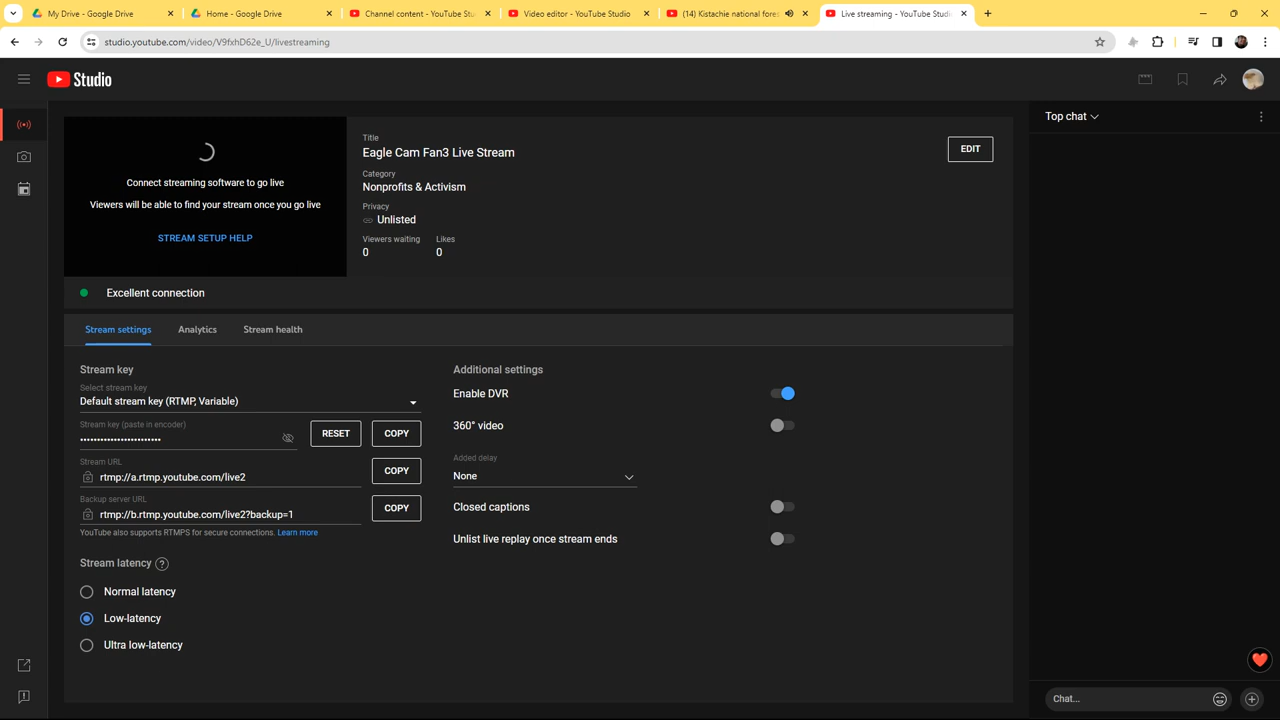 My Drive - Google Drive
Home - Google Drive
Channel content - YouTube Stu
Video editor - YouTube Studio
(14) Kistachie national fores
Live streaming - YouTube Studi
studio.youtube.com/video/V9fxhD62e_U/livestreaming
Studio
Connect streaming software to go live
Viewers will be able to find your stream once you go live
STREAM SETUP HELP
Title
Eagle Cam Fan3 Live Stream
EDIT
Category
Nonprofits & Activism
Privacy
Unlisted
Viewers waiting Likes
0 0
Excellent connection
Stream settings Analytics Stream health
Stream key
Select stream key
Default stream key (RTMP, Variable)
Stream key (paste in encoder)
••••••••••••••••••••••••
RESET COPY
Stream URL
rtmp://a.rtmp.youtube.com/live2
COPY
Backup server URL
rtmp://b.rtmp.youtube.com/live2?backup=1
COPY
YouTube also supports RTMPS for secure connections. Learn more
Stream latency ?
Normal latency
Low-latency
Ultra low-latency
Additional settings
Enable DVR
360° video
Added delay
None
Closed captions
Unlist live replay once stream ends
Top chat
Chat...